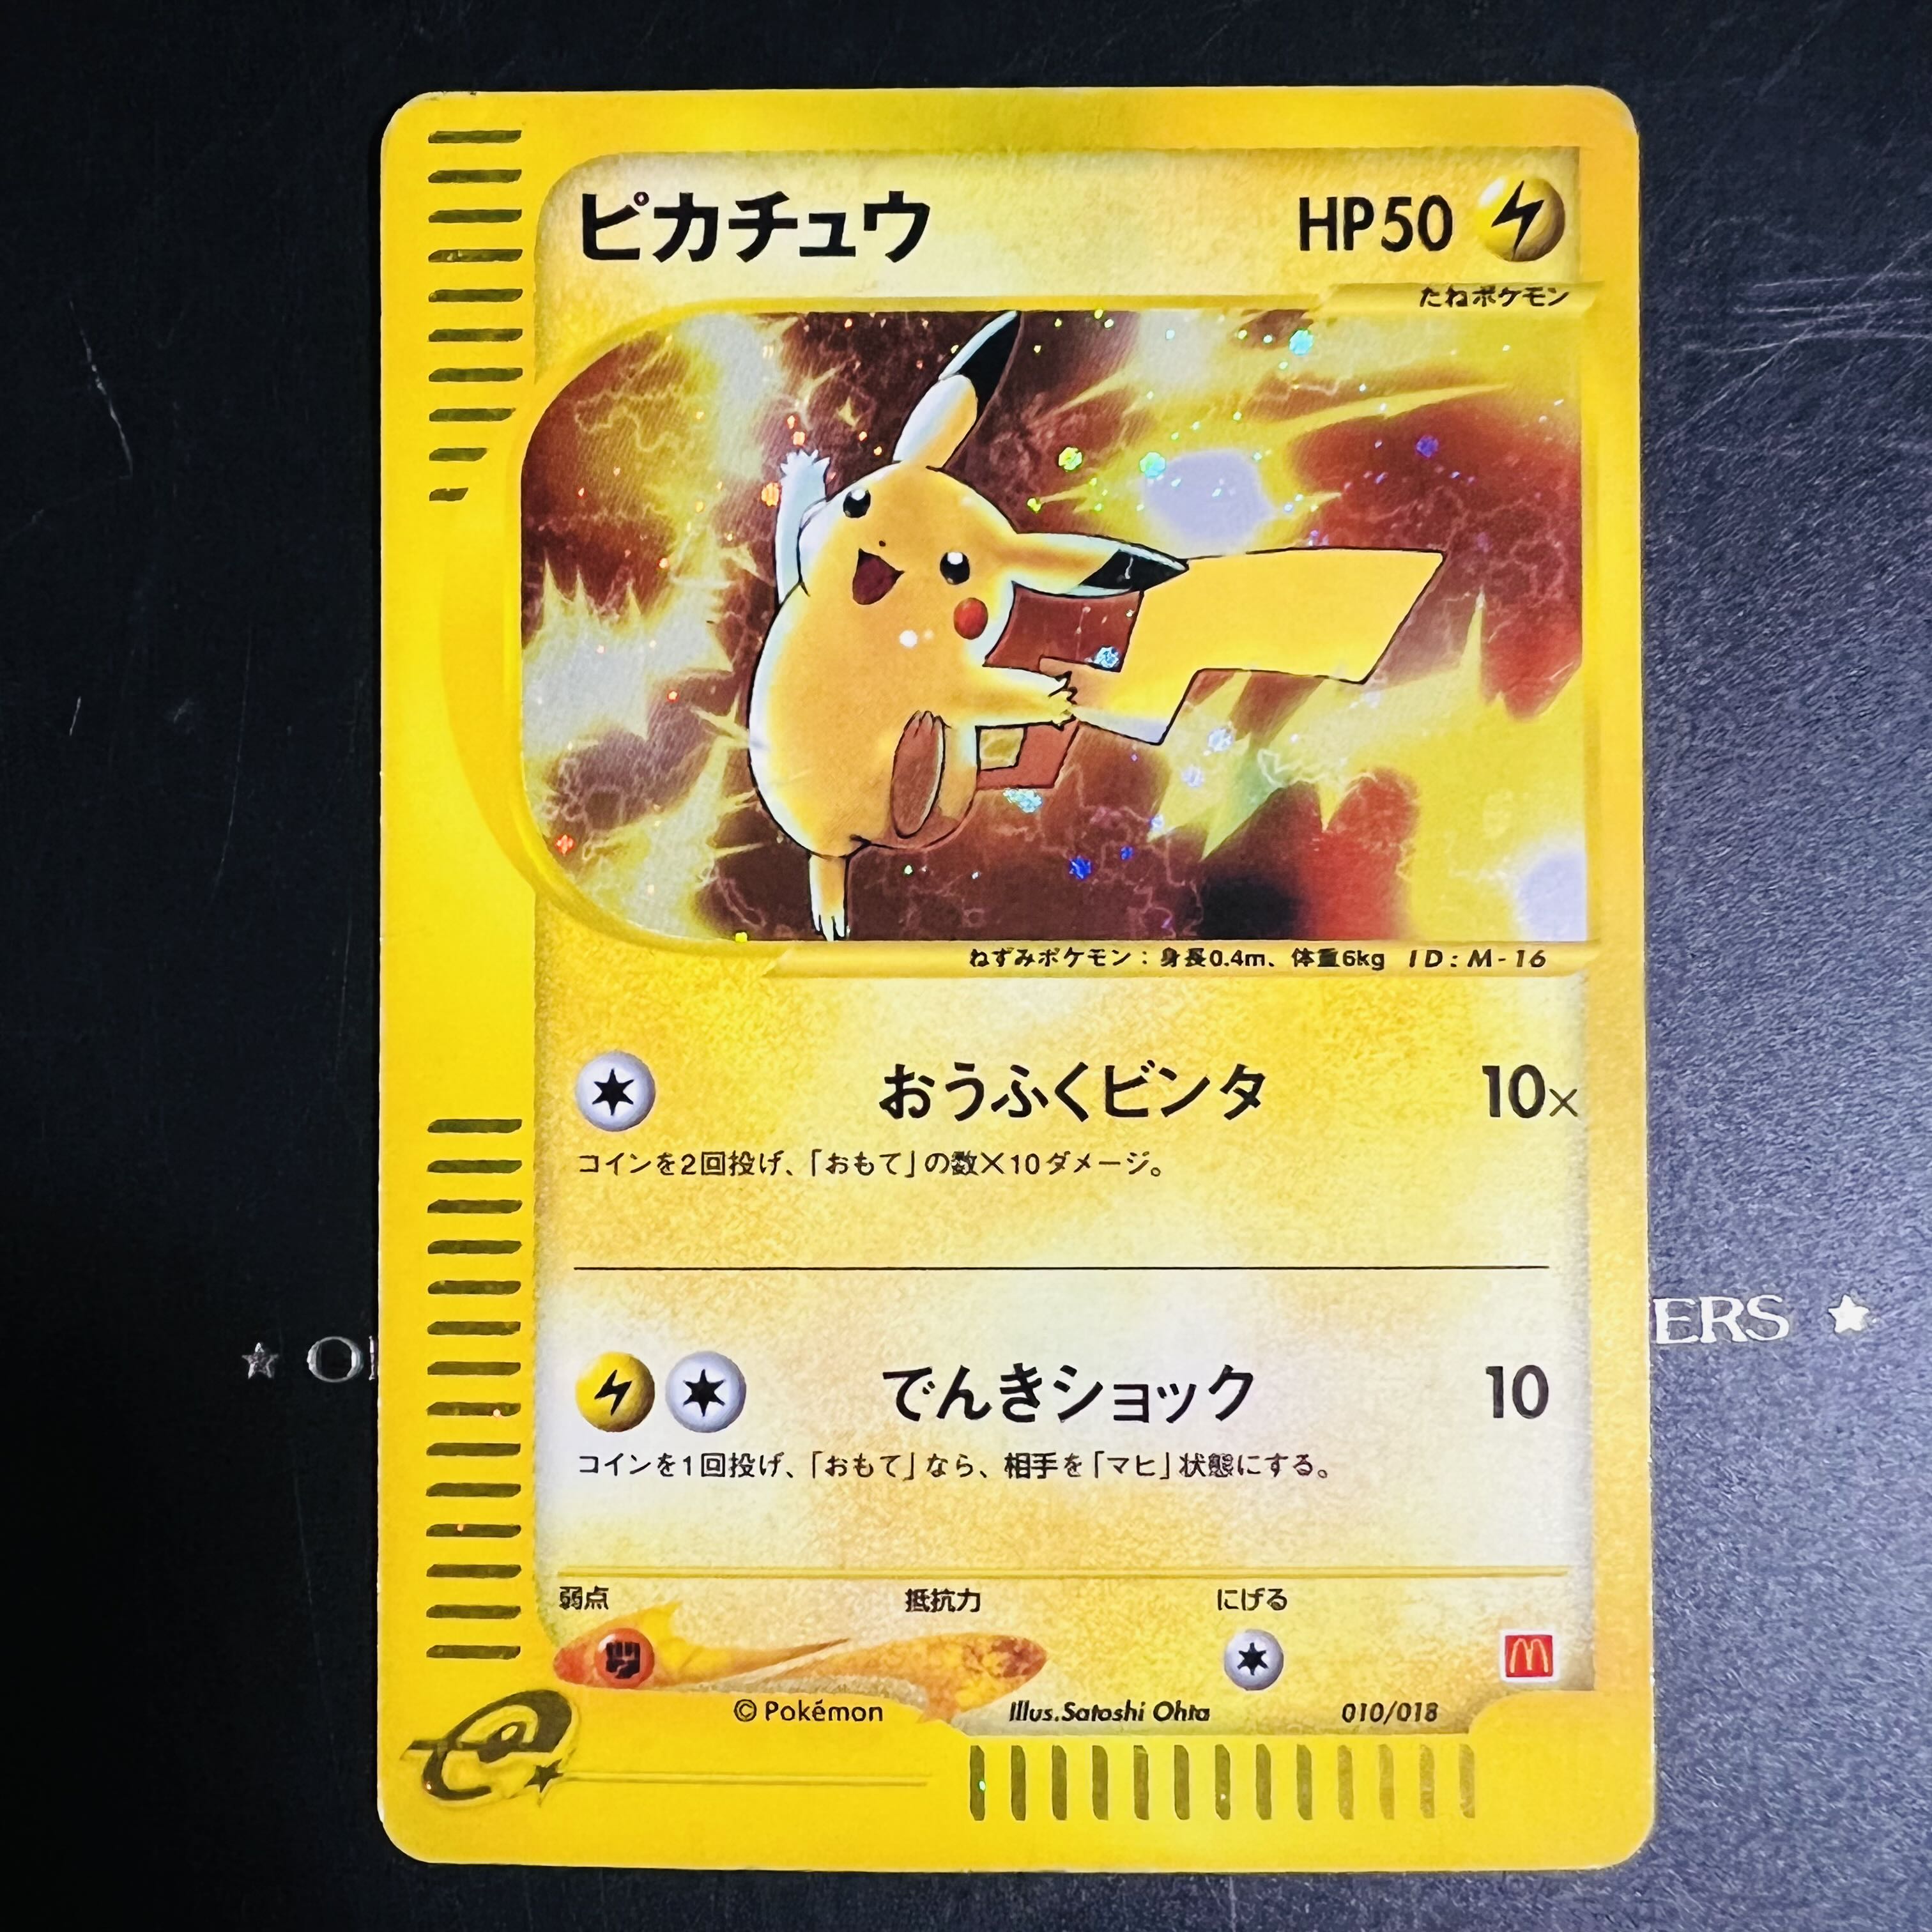 ピカチュウ HP50
たねポケモン
ねずみポケモン：身長0.4m、体重6kg ID:M-16
おうふくビンタ 10×
コインを2回投げ、「おもて」の数×10ダメージ。
★ O ERS ★
でんきショック 10
コインを1回投げ、「おもて」なら、相手を「マヒ」状態にする。
弱点 抵抗力 にげる
M
© Pokémon Illus.Satoshi Ohta 010/018
e